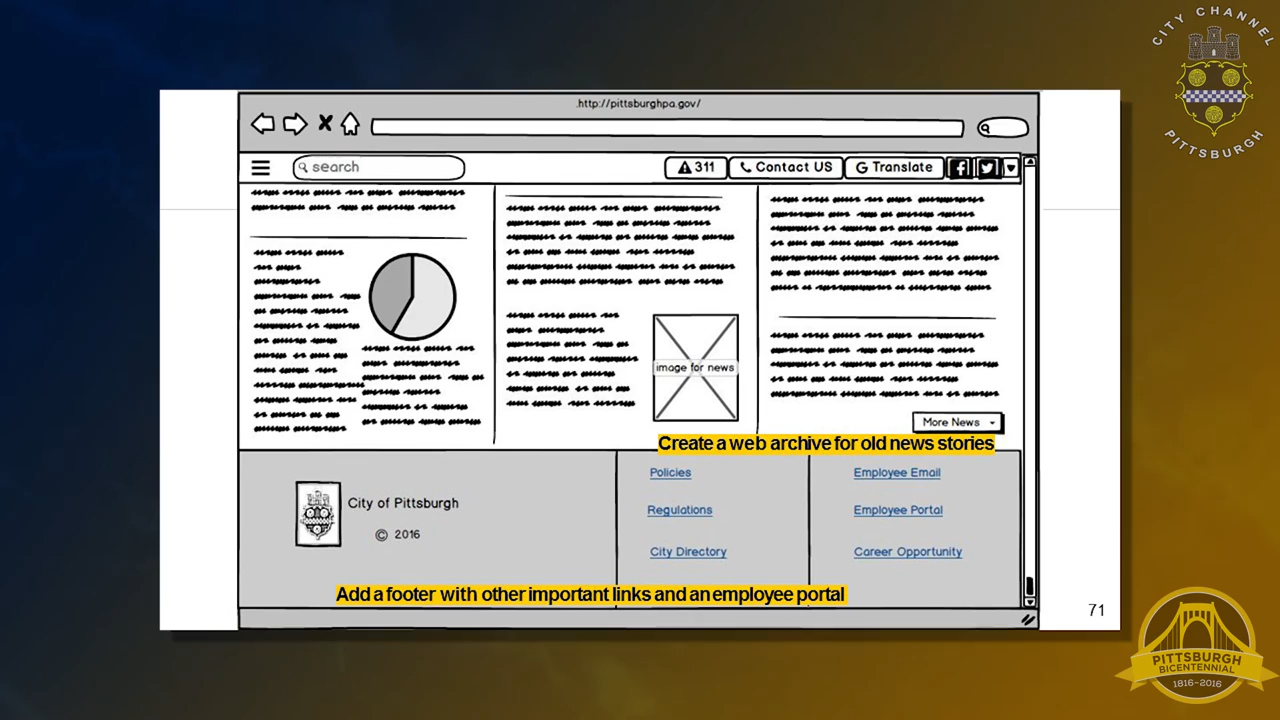 CITY CHANNEL
PITTSBURGH
.http://pittsburghpa.gov/
search
311
Contact US
G Translate
image for news
More News
Create a web archive for old news stories
City of Pittsburgh
© 2016
Policies
Regulations
City Directory
Employee Email
Employee Portal
Career Opportunity
Add a footer with other important links and an employee portal
71
PITTSBURGH
BICENTENNIAL
1816-2016